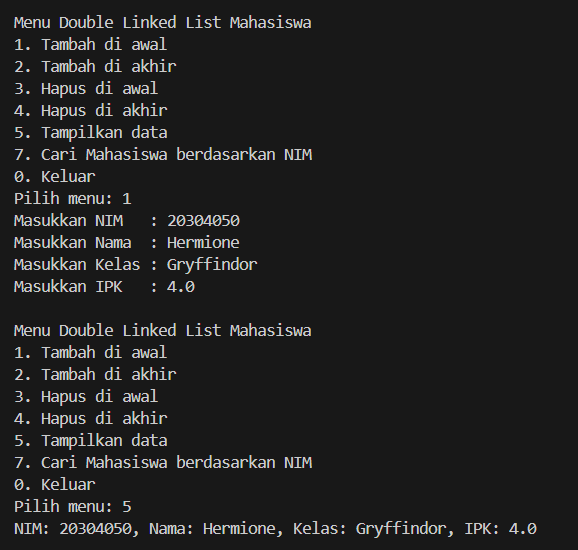 Menu Double Linked List Mahasiswa
1. Tambah di awal
2. Tambah di akhir
3. Hapus di awal
4. Hapus di akhir
5. Tampilkan data
7. Cari Mahasiswa berdasarkan NIM
0. Keluar
Pilih menu: 1
Masukkan NIM   : 20304050
Masukkan Nama  : Hermione
Masukkan Kelas : Gryffindor
Masukkan IPK   : 4.0

Menu Double Linked List Mahasiswa
1. Tambah di awal
2. Tambah di akhir
3. Hapus di awal
4. Hapus di akhir
5. Tampilkan data
7. Cari Mahasiswa berdasarkan NIM
0. Keluar
Pilih menu: 5
NIM: 20304050, Nama: Hermione, Kelas: Gryffindor, IPK: 4.0